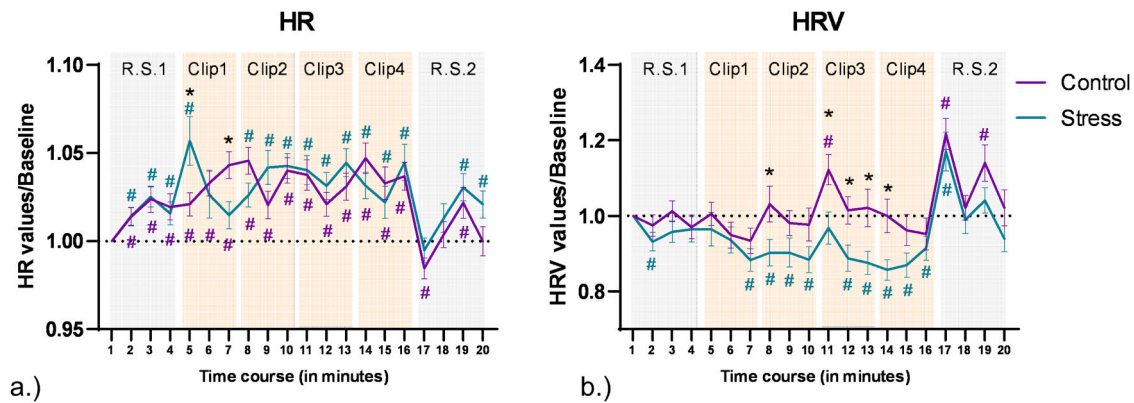 HR
HRV
R.S.1 Clip1 Clip2 Clip3 Clip4 R.S.2
R.S.1 Clip1 Clip2 Clip3 Clip4 R.S.2
Control
Stress
HR values/Baseline
1.10
1.05
1.00
0.95
* * # # # # # # # # # # # # # # # #
# # # # # # # # # # # # #
1 2 3 4 5 6 7 8 9 10 11 12 13 14 15 16 17 18 19 20
Time course (in minutes)
a.)
HRV values/Baseline
1.4
1.2
1.0
0.8
* * * * * # # #
# # # # # # # # # # # #
1 2 3 4 5 6 7 8 9 10 11 12 13 14 15 16 17 18 19 20
Time course (in minutes)
b.)